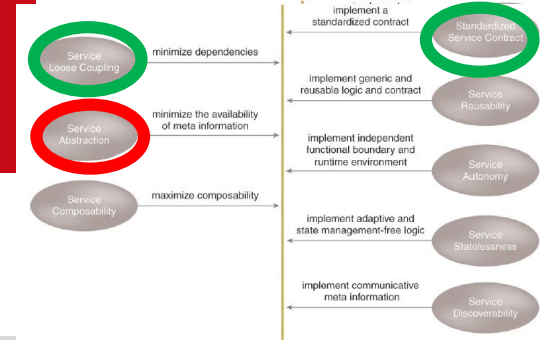 implement a
standardized contract
Standardized
Service Contract
Service
Loose Coupling
minimize dependencies
implement generic and
reusable logic and contract
Service
Reusability
Service
Abstraction
minimize the availability
of meta information
implement independent
functional boundary and
runtime environment
Service
Autonomy
Service
Composability
maximize composability
implement adaptive and
state management-free logic
Service
Statelessness
implement communicative
meta information
Service
Discoverability